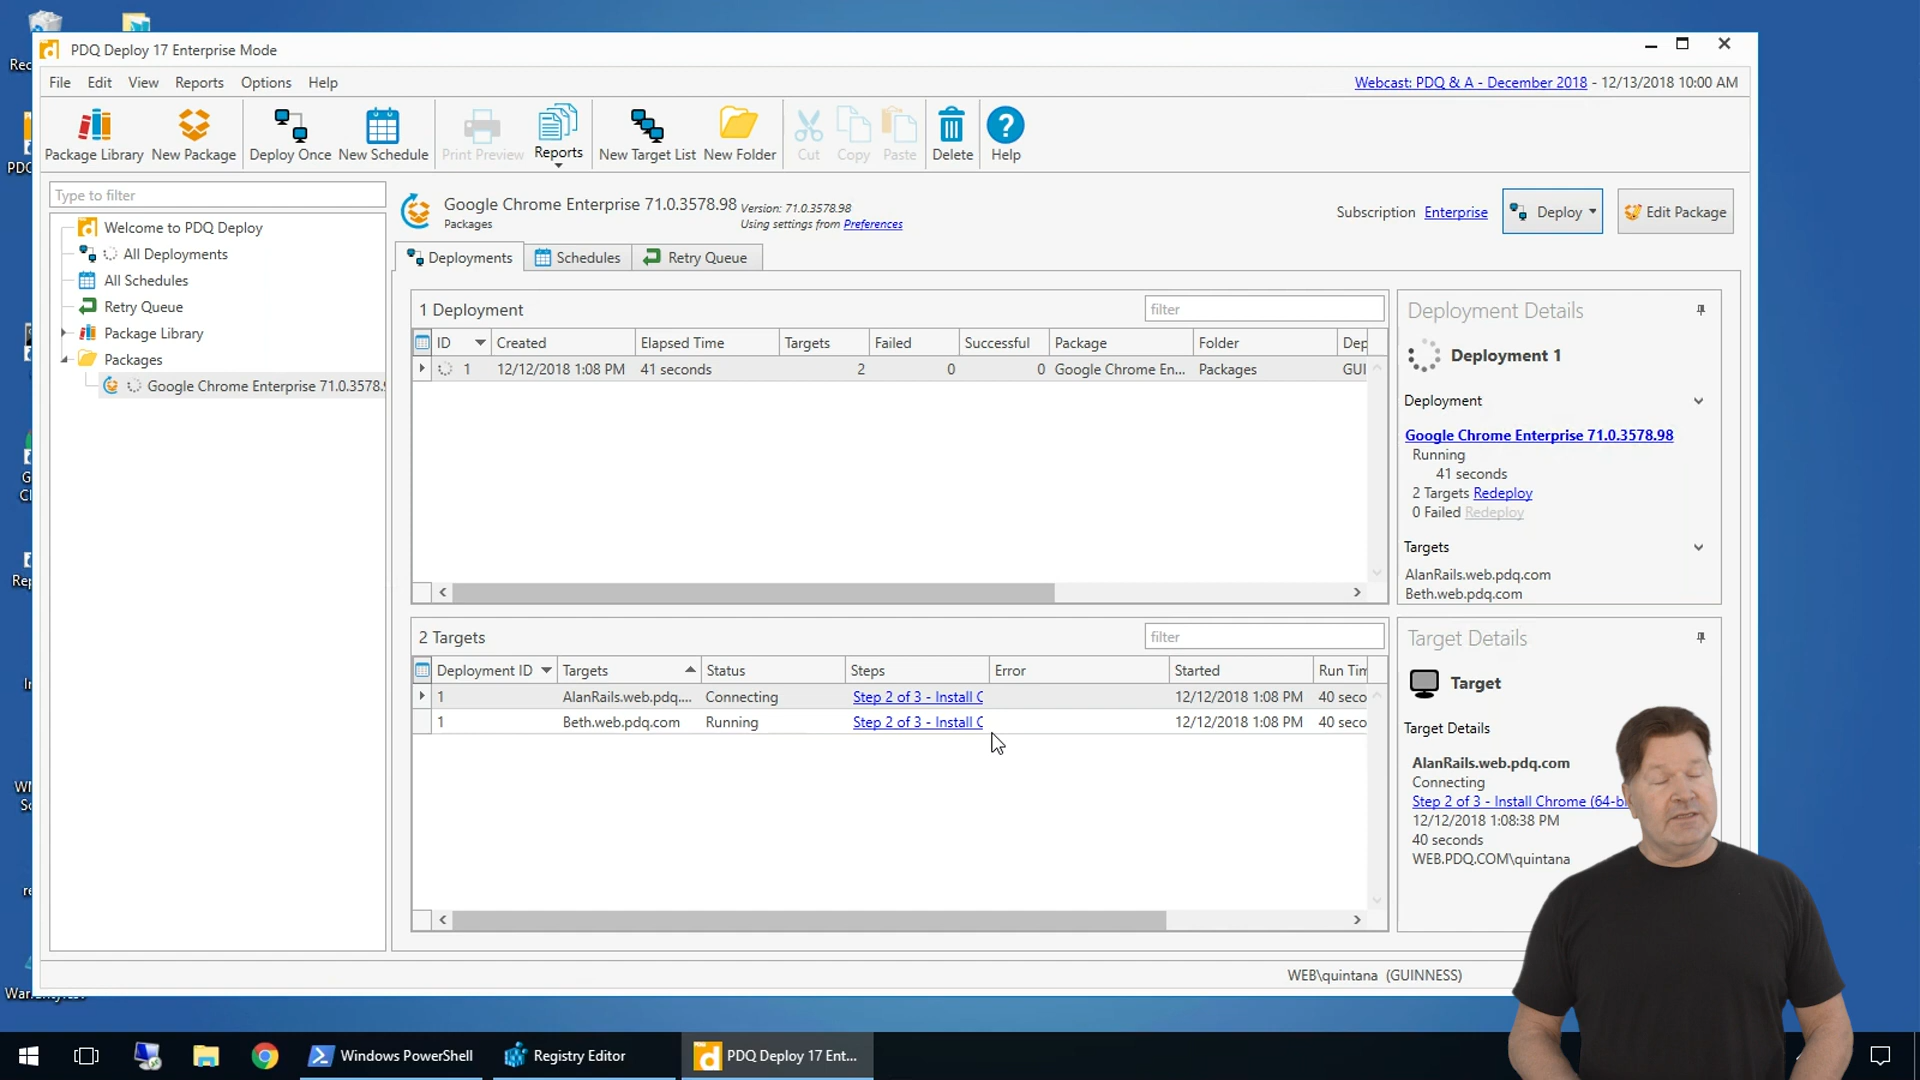 Rec
PDQ Deploy 17 Enterprise Mode
File Edit View Reports Options Help
Webcast: PDQ & A - December 2018 - 12/13/2018 10:00 AM
Package Library New Package Deploy Once New Schedule Print Preview Reports New Target List New Folder Cut Copy Paste Delete Help
PDQ
Type to filter
Welcome to PDQ Deploy
All Deployments
All Schedules
Retry Queue
Package Library
Packages
Google Chrome Enterprise 71.0.3578.9
Google Chrome Enterprise 71.0.3578.98 Version: 71.0.3578.98
Packages
Using settings from Preferences
Subscription Enterprise Deploy Edit Package
Deployments Schedules Retry Queue
1 Deployment filter
ID Created Elapsed Time Targets Failed Successful Package Folder Dep
1 12/12/2018 1:08 PM 41 seconds 2 0 0 Google Chrome En... Packages GUI
2 Targets filter
Deployment ID Targets Status Steps Error Started Run Tim
1 AlanRails.web.pdq.... Connecting Step 2 of 3 - Install C 12/12/2018 1:08 PM 40 seco
1 Beth.web.pdq.com Running Step 2 of 3 - Install C 12/12/2018 1:08 PM 40 seco
Deployment Details
Deployment 1
Deployment
Google Chrome Enterprise 71.0.3578.98
Running
41 seconds
2 Targets Redeploy
0 Failed Redeploy
Targets
AlanRails.web.pdq.com
Beth.web.pdq.com
Target Details
Target
Target Details
AlanRails.web.pdq.com
Connecting
Step 2 of 3 - Install Chrome (64-bi
12/12/2018 1:08:38 PM
40 seconds
WEB.PDQ.COM\quintana
WEB\quintana (GUINNESS)
Windows PowerShell
Registry Editor
PDQ Deploy 17 Ent...